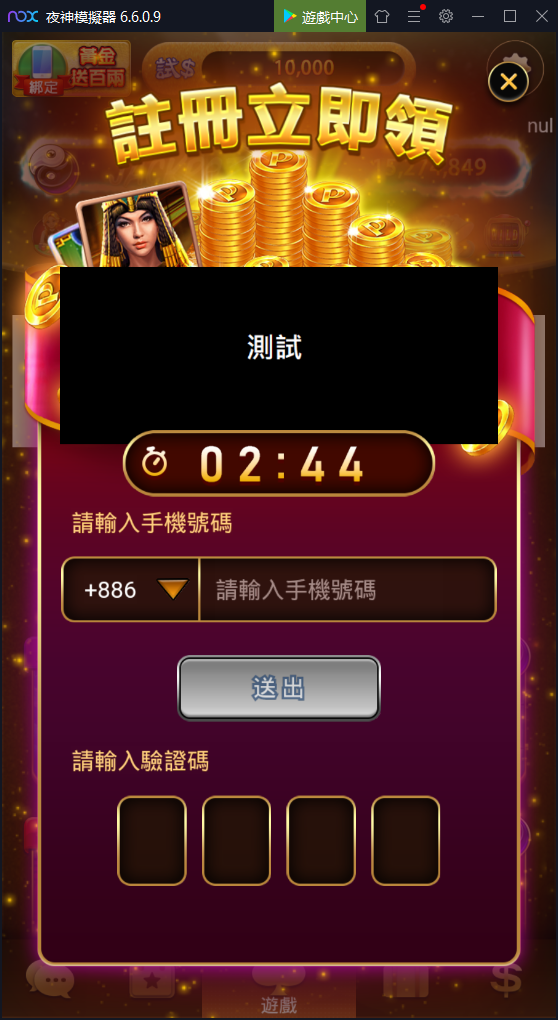 nox 夜神模擬器 6.6.0.9 遊戲中心
黃金
送百兩
綁定
試$
10,000
註冊立即領
nul
測試
02:44
請輸入手機號碼
+886 請輸入手機號碼
送出
請輸入驗證碼
遊戲